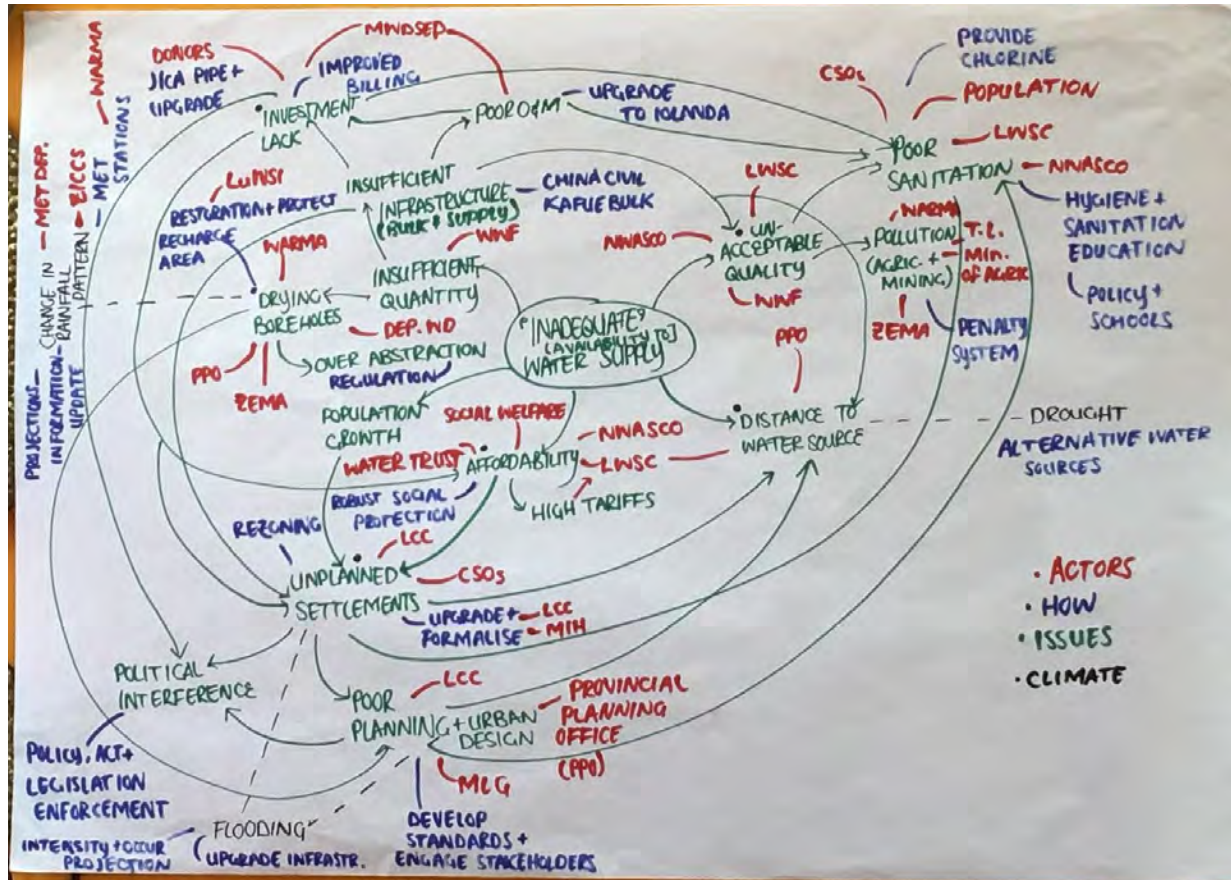 WARMA
MET DEP.
ZICCS
MET
STATIONS
CHANGE IN
RAINFALL
PATTERN
PROJECTIONS
INFORMATION
UPDATE
DONORS
JICA PIPE +
UPGRADE
MWDSEP
IMPROVED
BILLING
INVESTMENT
LACK
POOR O&M
UPGRADE
TO IOLANDA
PROVIDE
CHLORINE
CSOs
POPULATION
LWSC
POOR
SANITATION
NWASCO
HYGIENE +
SANITATION
EDUCATION
POLICY +
SCHOOLS
LuWSI
RESTORATION + PROTECT
RECHARGE
AREA
INSUFFICIENT
INFRASTRUCTURE
(BULK + SUPPLY)
CHINA CIVIL
KAFUE BULK
LWSC
NWASCO
UN-
ACCEPTABLE
QUALITY
WWF
WARMA
POLLUTION
(AGRIC. +
MINING)
T.L.
Min.
OF AGRIC
ZEMA
PENALTY
SYSTEM
WARMA
WWF
INSUFFICIENT
QUANTITY
DRYING
BOREHOLES
DEP. WD
PPO
ZEMA
OVER ABSTRACTION
REGULATION
"INADEQUATE"
[AVAILABILITY TO]
WATER SUPPLY
PPO
POPULATION
GROWTH
SOCIAL WELFARE
NWASCO
WATER TRUST
AFFORDABILITY
LWSC
DISTANCE TO
WATER SOURCE
DROUGHT
ALTERNATIVE WATER
SOURCES
ROBUST SOCIAL
PROTECTION
HIGH TARIFFS
REZONING
LCC
UNPLANNED
SETTLEMENTS
CSOs
UPGRADE +
FORMALISE
LCC
MIH
• ACTORS
• HOW
• ISSUES
• CLIMATE
POLITICAL
INTERFERENCE
LCC
POOR
PLANNING + URBAN
DESIGN
PROVINCIAL
PLANNING
OFFICE
(PPO)
MLG
POLICY, ACT +
LEGISLATION
ENFORCEMENT
DEVELOP
STANDARDS +
ENGAGE STAKEHOLDERS
FLOODING
INTENSITY + OCCUR
PROJECTION
UPGRADE INFRASTR.